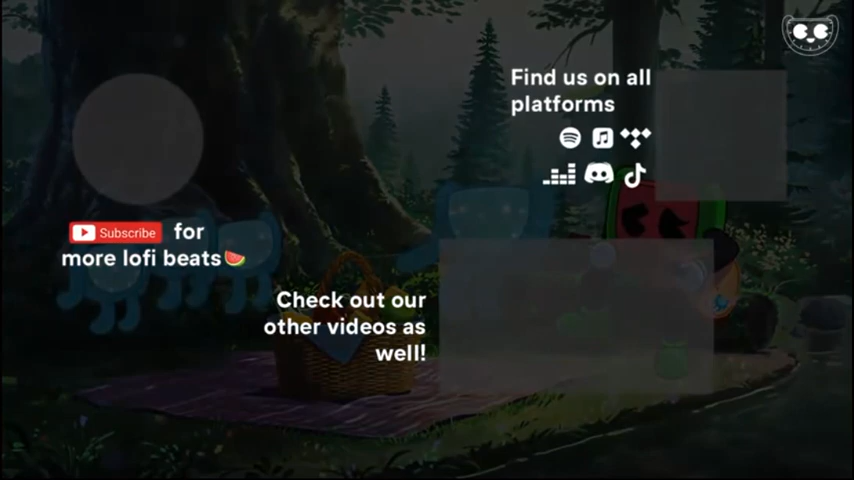 Find us on all
platforms
Subscribe for
more lofi beats🍉
Check out our
other videos as
well!